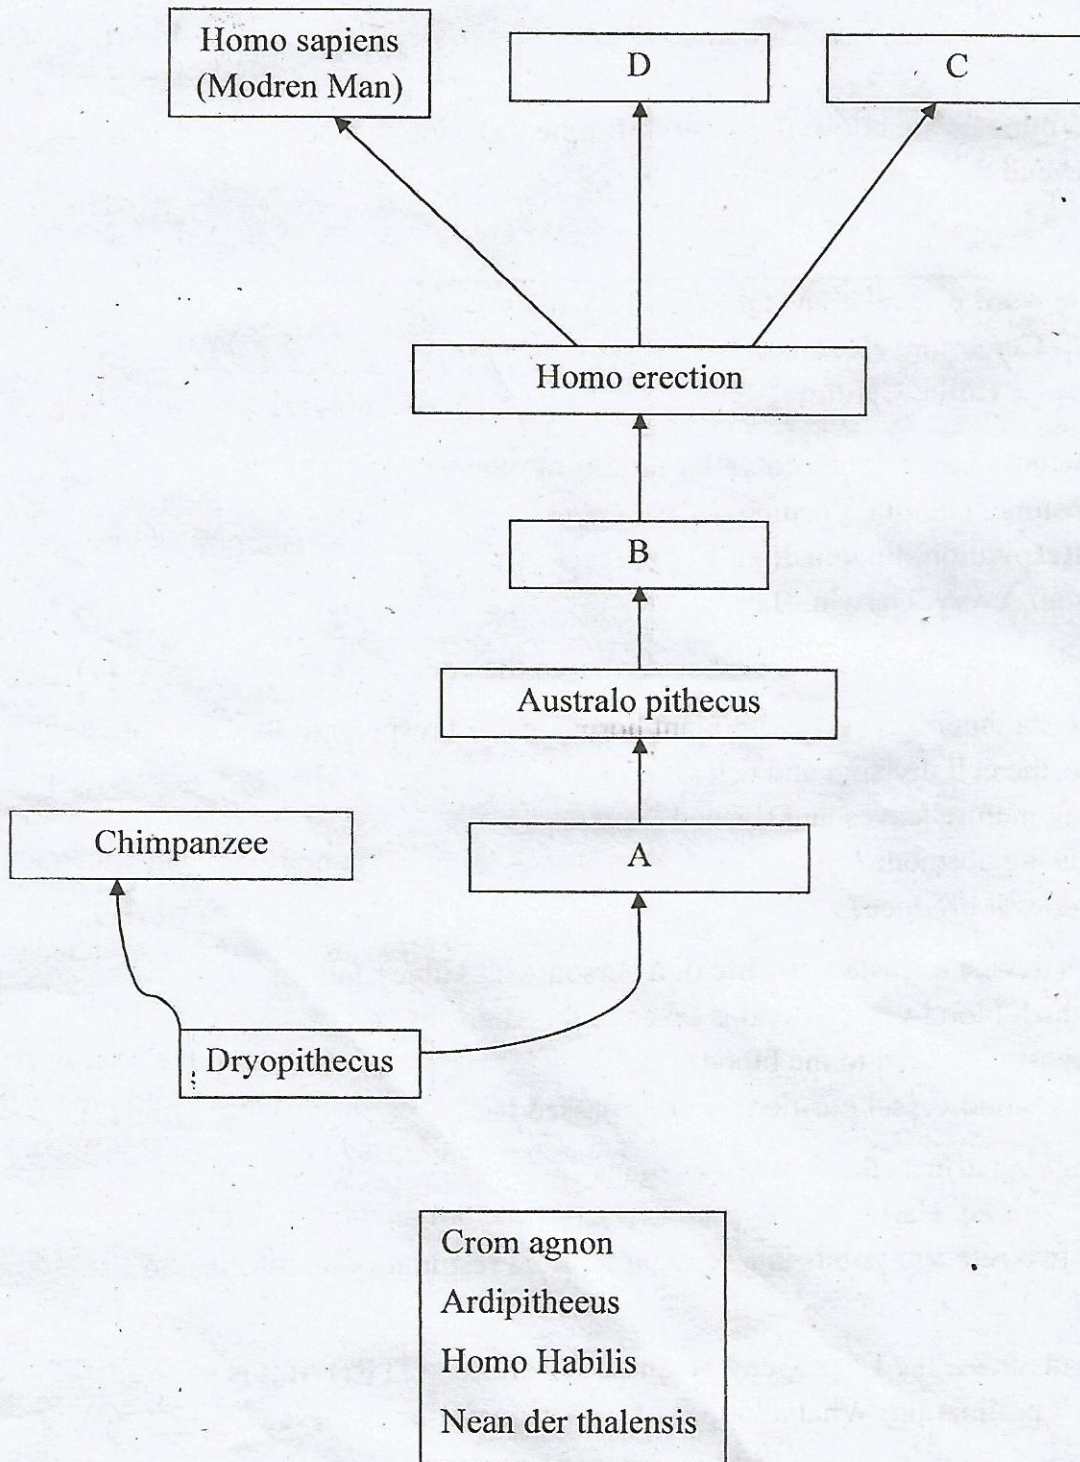 Homo sapiens
(Modren Man)
D
C
Homo erection
B
Australo pithecus
Chimpanzee
A
Dryopithecus
Crom agnon
Ardipitheeus
Homo Habilis
Nean der thalensis